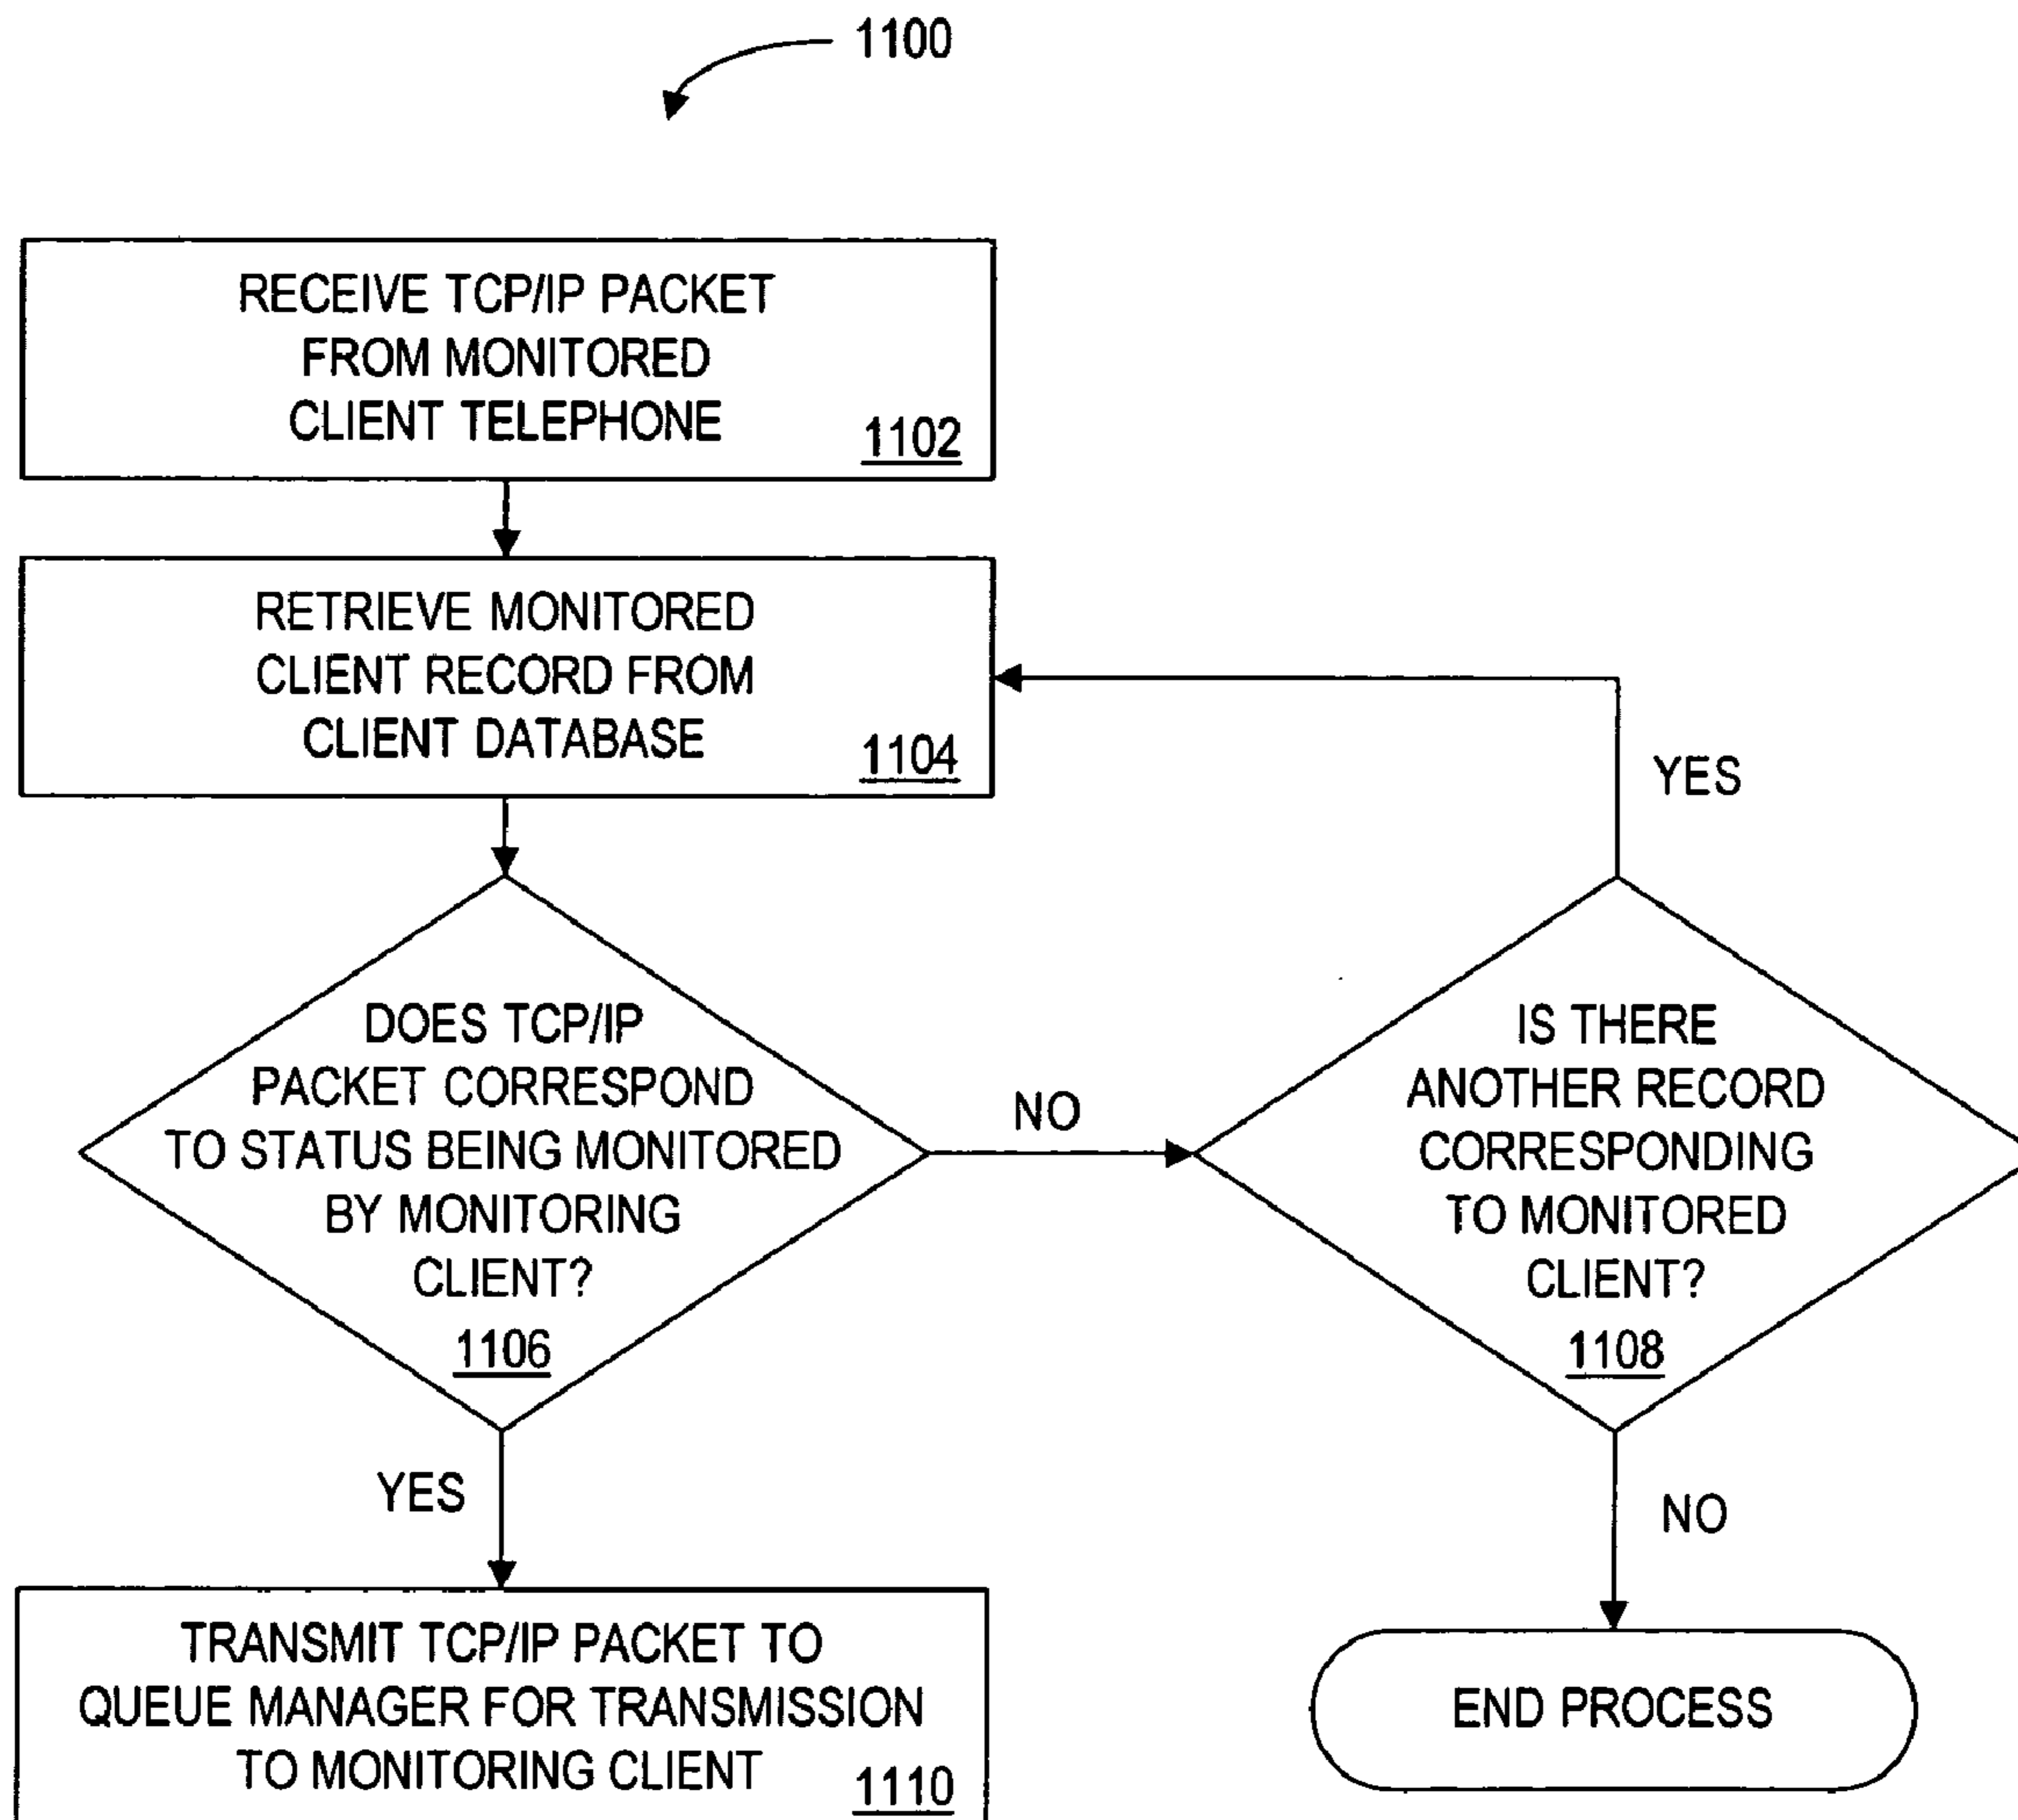 1100
RECEIVE TCP/IP PACKET
FROM MONITORED
CLIENT TELEPHONE
1102
RETRIEVE MONITORED
CLIENT RECORD FROM
CLIENT DATABASE
1104
YES
DOES TCP/IP
PACKET CORRESPOND
TO STATUS BEING MONITORED
BY MONITORING
CLIENT?
1106
NO
IS THERE
ANOTHER RECORD
CORRESPONDING
TO MONITORED
CLIENT?
1108
YES
NO
TRANSMIT TCP/IP PACKET TO
QUEUE MANAGER FOR TRANSMISSION
TO MONITORING CLIENT
1110
END PROCESS